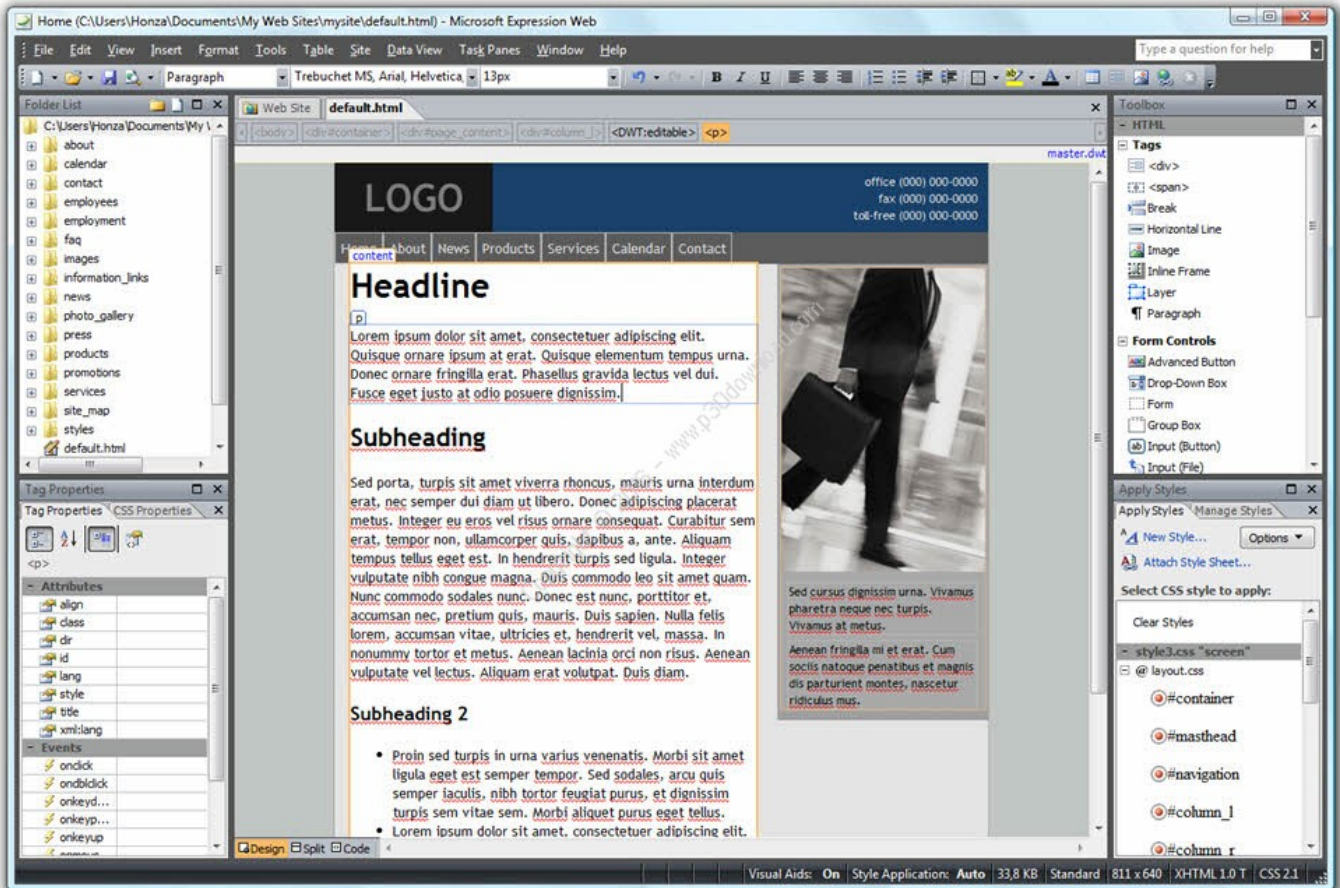 Home (C:\Users\Honza\Documents\My Web Sites\mysite\default.html) - Microsoft Expression Web
File Edit View Insert Format Tools Table Site Data View Task Panes Window Help
Type a question for help
Paragraph
Trebuchet MS, Arial, Helvetica,
13px
B I U
Folder List
C:\Users\Honza\Documents\My
about
calendar
contact
employees
employment
faq
images
information_links
news
photo_gallery
press
products
promotions
services
site_map
styles
default.html
Tag Properties
Tag Properties CSS Properties
<p>
Attributes
align
class
dir
id
lang
style
title
xml:lang
Events
onclick
ondblclick
onkeyd...
onkeyp...
onkeyup
Web Site default.html
<body> <div#container> <div#page_content> <div#column_l> <DWT:editable> <p>
master.dwt
LOGO
office (000) 000-0000
fax (000) 000-0000
toll-free (000) 000-0000
Home About News Products Services Calendar Contact
content
Headline
p
Lorem ipsum dolor sit amet, consectetuer adipiscing elit.
Quisque ornare ipsum at erat. Quisque elementum tempus urna.
Donec ornare fringilla erat. Phasellus gravida lectus vel dui.
Fusce eget justo at odio posuere dignissim.
Subheading
Sed porta, turpis sit amet viverra rhoncus, mauris urna interdum
erat, nec semper dui diam ut libero. Donec adipiscing placerat
metus. Integer eu eros vel risus ornare consequat. Curabitur sem
erat, tempor non, ullamcorper quis, dapibus a, ante. Aliquam
tempus tellus eget est. In hendrerit turpis sed ligula. Integer
vulputate nibh congue magna. Duis commodo leo sit amet quam.
Nunc commodo sodales nunc. Donec est nunc, porttitor et,
accumsan nec, pretium quis, mauris. Duis sapien. Nulla felis
lorem, accumsan vitae, ultricies et, hendrerit vel, massa. In
nonummy tortor et metus. Aenean lacinia orci non risus. Aenean
vulputate vel lectus. Aliquam erat volutpat. Duis diam.
Subheading 2
Proin sed turpis in urna varius venenatis. Morbi sit amet
ligula eget est semper tempor. Sed sodales, arcu quis
semper iaculis, nibh tortor feugiat purus, et dignissim
turpis sem vitae sem. Morbi aliquet purus eget tellus.
Lorem ipsum dolor sit amet, consectetuer adipiscing elit.
Sed cursus dignissim urna. Vivamus
pharetra neque nec turpis.
Vivamus at metus.
Aenean fringilla mi et erat. Cum
sociis natoque penatibus et magnis
dis parturient montes, nascetur
ridiculus mus.
Design Split Code
Toolbox
HTML
Tags
<div>
<span>
Break
Horizontal Line
Image
Inline Frame
Layer
Paragraph
Form Controls
Advanced Button
Drop-Down Box
Form
Group Box
Input (Button)
Input (File)
Apply Styles
Apply Styles Manage Styles
New Style...
Options
Attach Style Sheet...
Select CSS style to apply:
Clear Styles
style3.css "screen"
@ layout.css
#container
#masthead
#navigation
#column_l
#column_r
Visual Aids: On Style Application: Auto 33,8 KB Standard 811 x 640 XHTML 1.0 T CSS 2.1